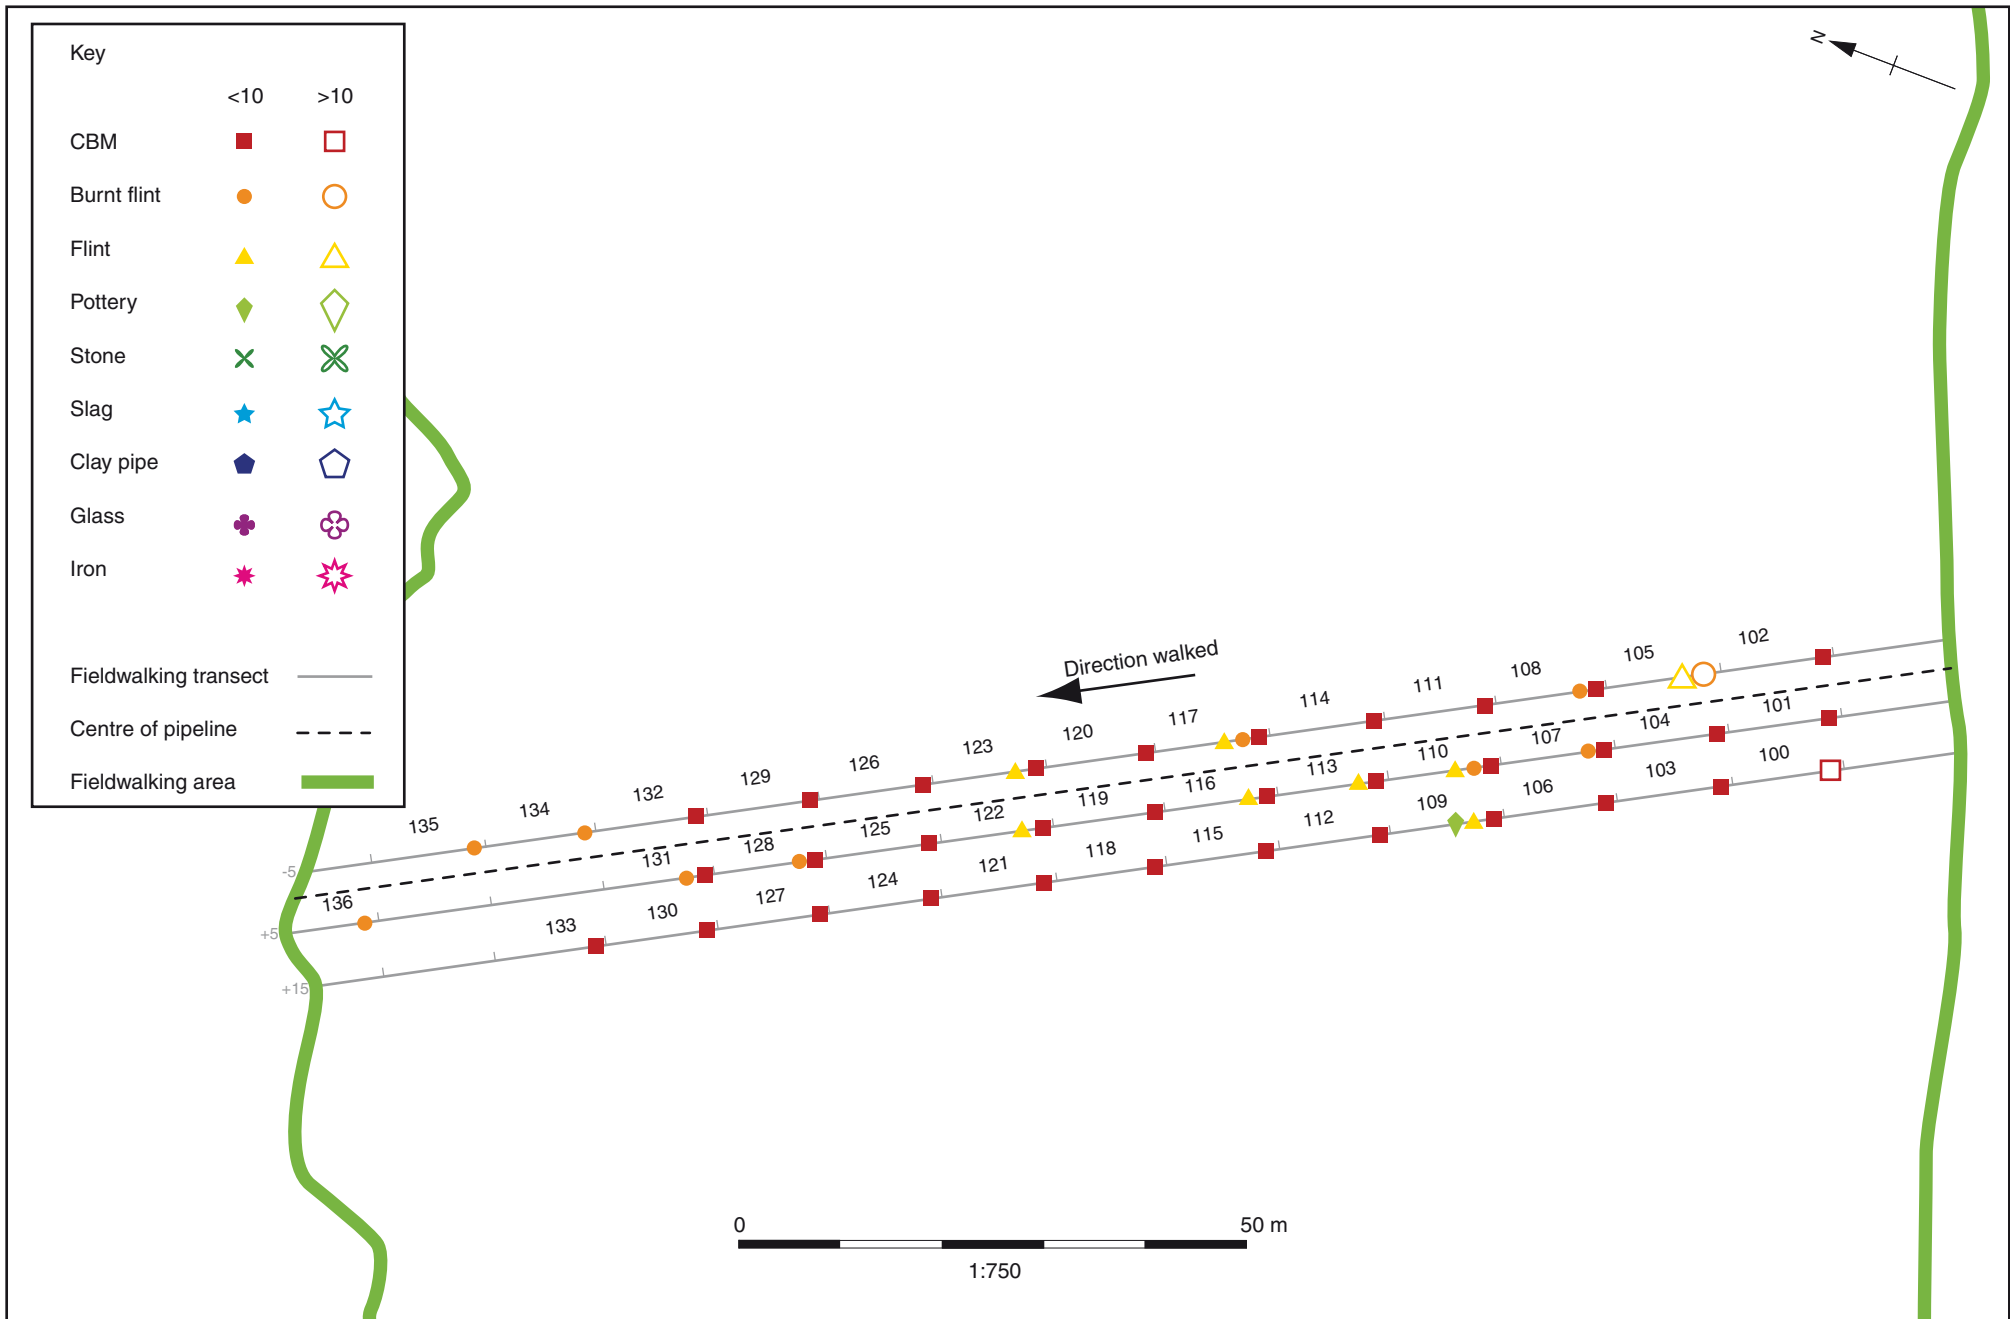 Key
<10 >10
CBM
Burnt flint
Flint
Pottery
Stone
Slag
Clay pipe
Glass
Iron
Fieldwalking transect
Centre of pipeline
Fieldwalking area
N
Direction walked
135 134 132 129 126 123 120 117 114 111 108 105 102
-5
136 131 128 125 122 119 116 113 110 107 104 101
+5
133 130 127 124 121 118 115 112 109 106 103 100
+15
0 50 m
1:750